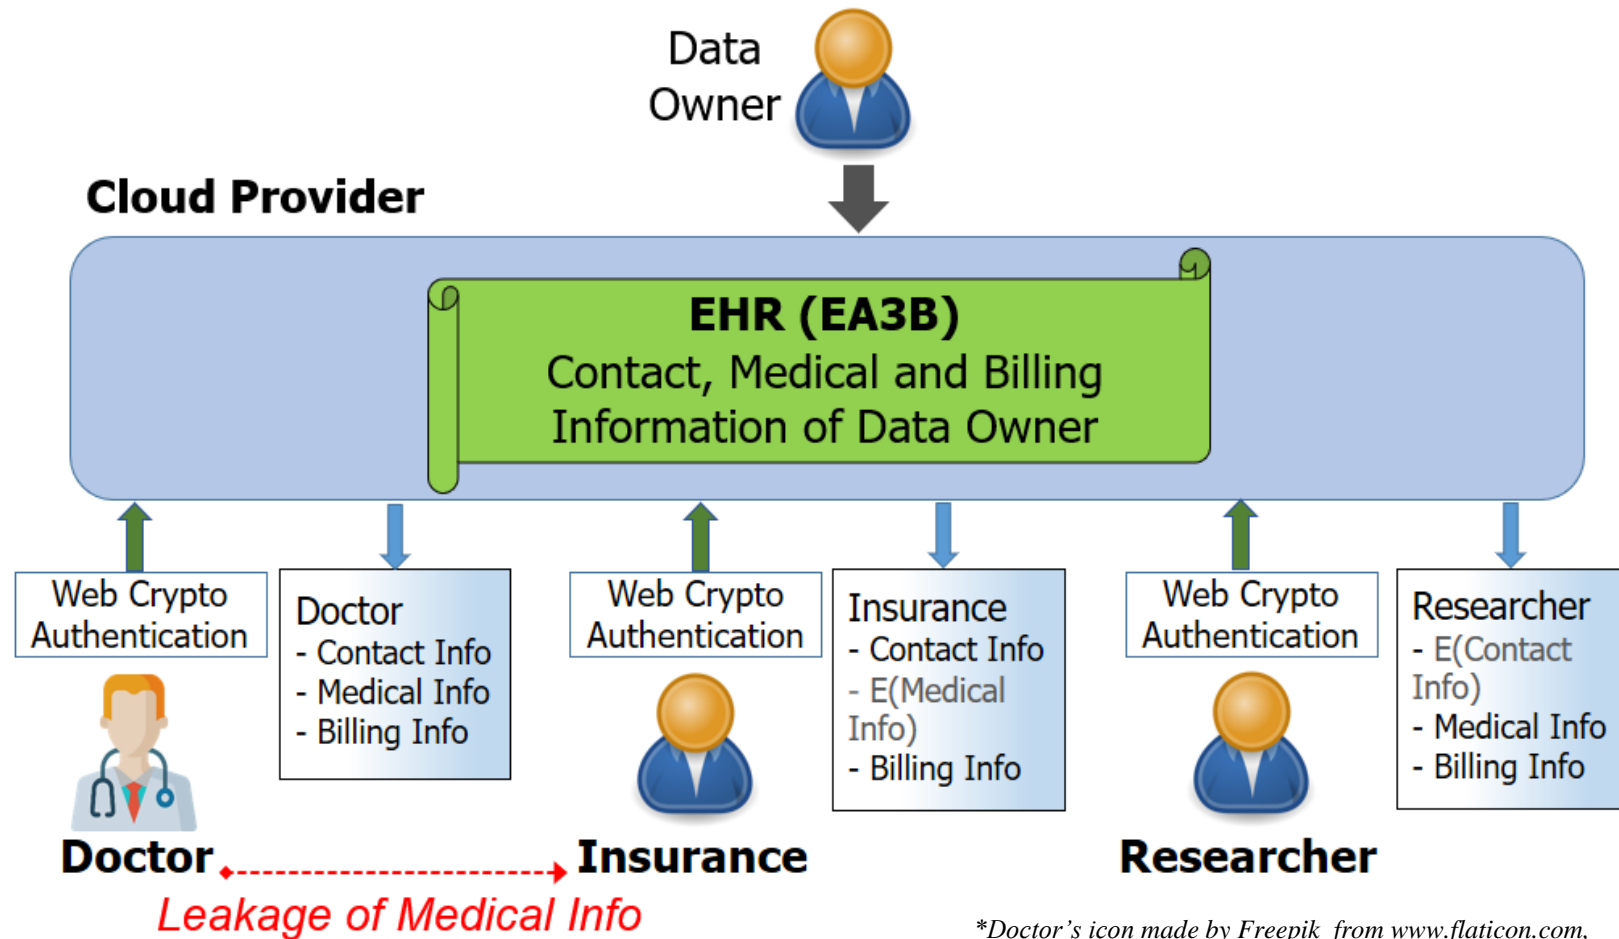 Data
Owner
Cloud Provider
EHR (EA3B)
Contact, Medical and Billing
Information of Data Owner
Web Crypto
Authentication
Doctor
- Contact Info
- Medical Info
- Billing Info
Web Crypto
Authentication
Insurance
- Contact Info
- E(Medical
Info)
- Billing Info
Web Crypto
Authentication
Researcher
- E(Contact
Info)
- Medical Info
- Billing Info
Doctor
Insurance
Researcher
Leakage of Medical Info
*Doctor's icon made by Freepik from www.flaticon.com,